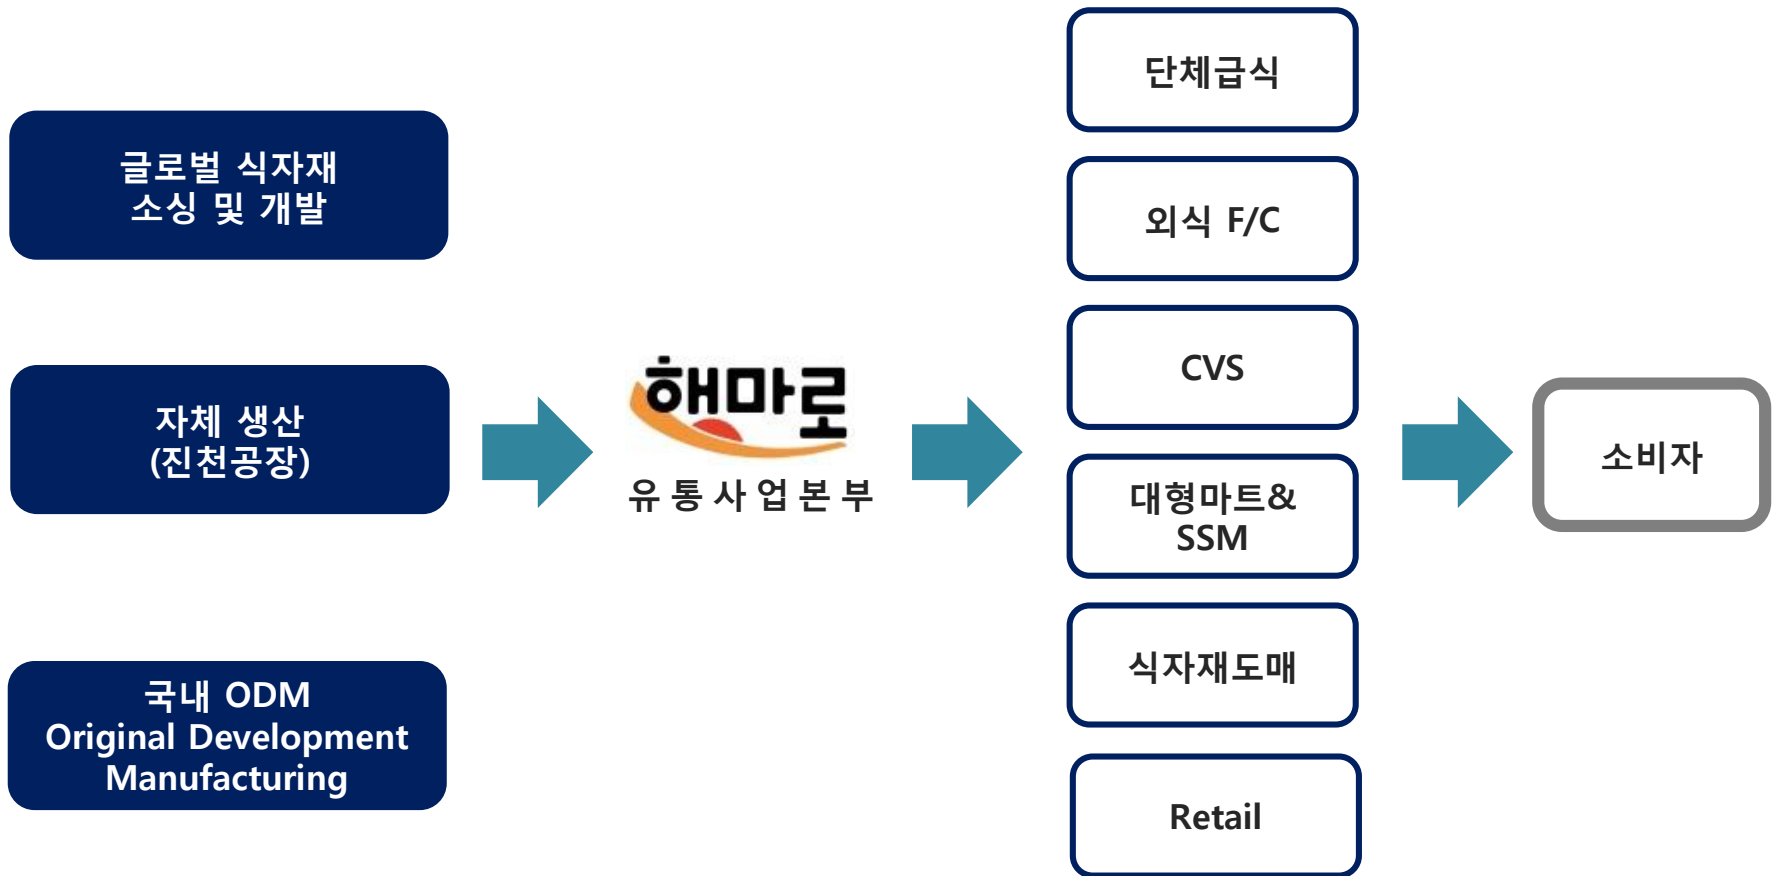 글로벌 식자재
소싱 및 개발
자체 생산
(진천공장)
국내 ODM
Original Development
Manufacturing
해마로
유통사업본부
단체급식
외식 F/C
CVS
대형마트&
SSM
식자재도매
Retail
소비자